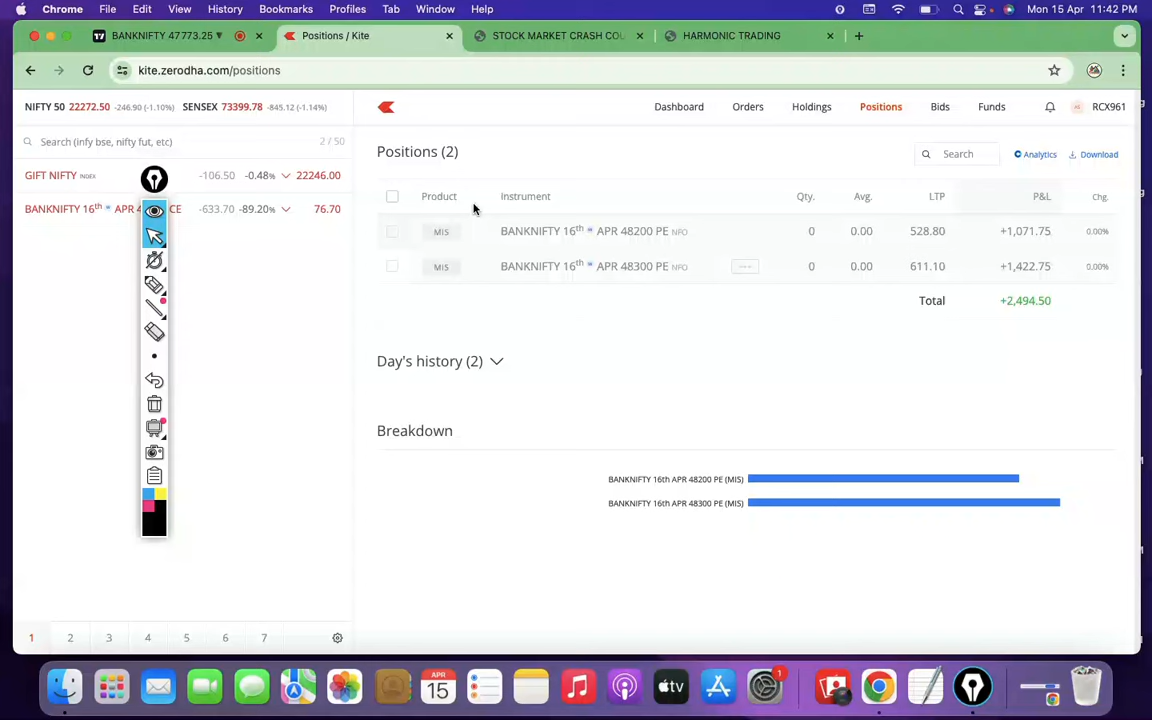 Chrome File Edit View History Bookmarks Profiles Tab Window Help Mon 15 Apr 11:42 PM
BANKNIFTY 47 773.25 ▼ Positions / Kite STOCK MARKET CRASH COU HARMONIC TRADING
kite.zerodha.com/positions
NIFTY 50 22272.50 -246.90 (-1.10%) SENSEX 73399.78 -845.12 (-1.14%)
Dashboard Orders Holdings Positions Bids Funds RCX961
Search (infy bse, nifty fut, etc) 2 / 50
GIFT NIFTY INDEX -106.50 -0.48% 22246.00
BANKNIFTY 16th w APR 4 CE -633.70 -89.20% 76.70
Positions (2) Search Analytics Download
Product Instrument Qty. Avg. LTP P&L Chg.
MIS BANKNIFTY 16th w APR 48200 PE NFO 0 0.00 528.80 +1,071.75 0.00%
MIS BANKNIFTY 16th w APR 48300 PE NFO 0 0.00 611.10 +1,422.75 0.00%
Total +2,494.50
Day's history (2)
Breakdown
BANKNIFTY 16th APR 48200 PE (MIS)
BANKNIFTY 16th APR 48300 PE (MIS)
1 2 3 4 5 6 7
APR
15
tv
1